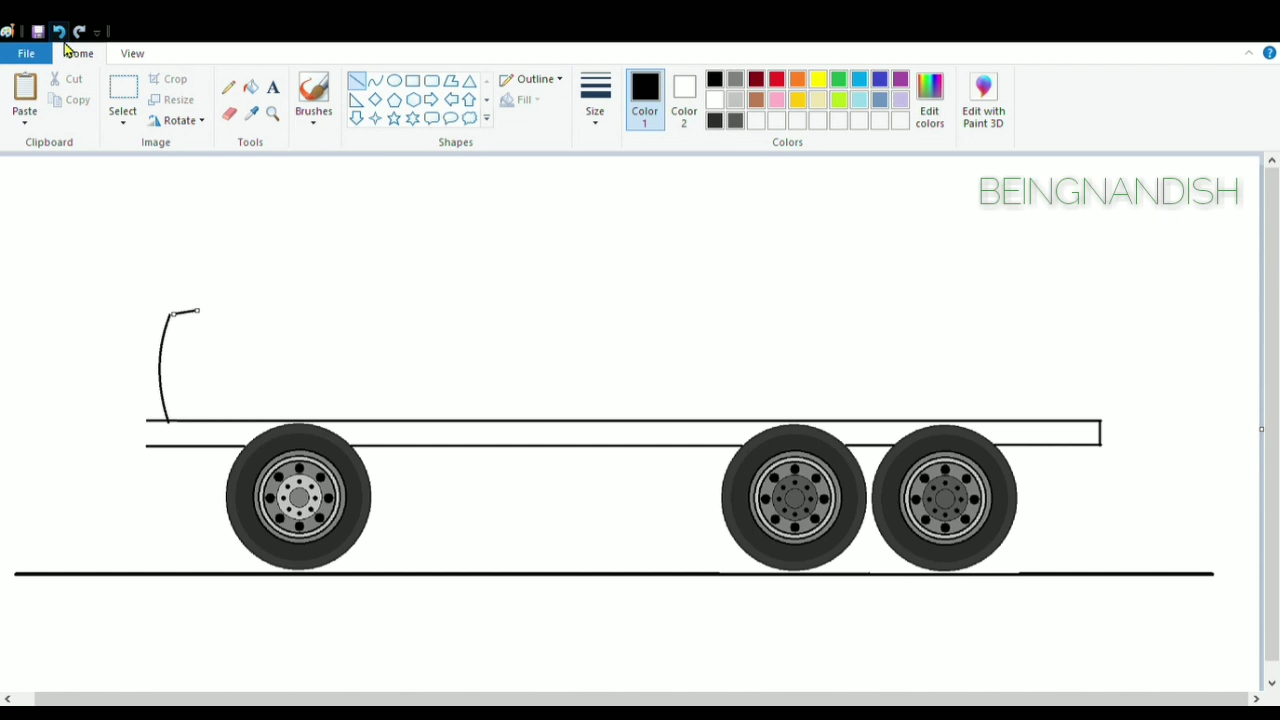 File
Home
View
Paste
Cut
Copy
Clipboard
Select
Crop
Resize
Rotate
Image
A
Tools
Brushes
Shapes
Outline
Fill
Size
Color
1
Color
2
Edit
colors
Colors
Edit with
Paint 3D
?
BEINGNANDISH